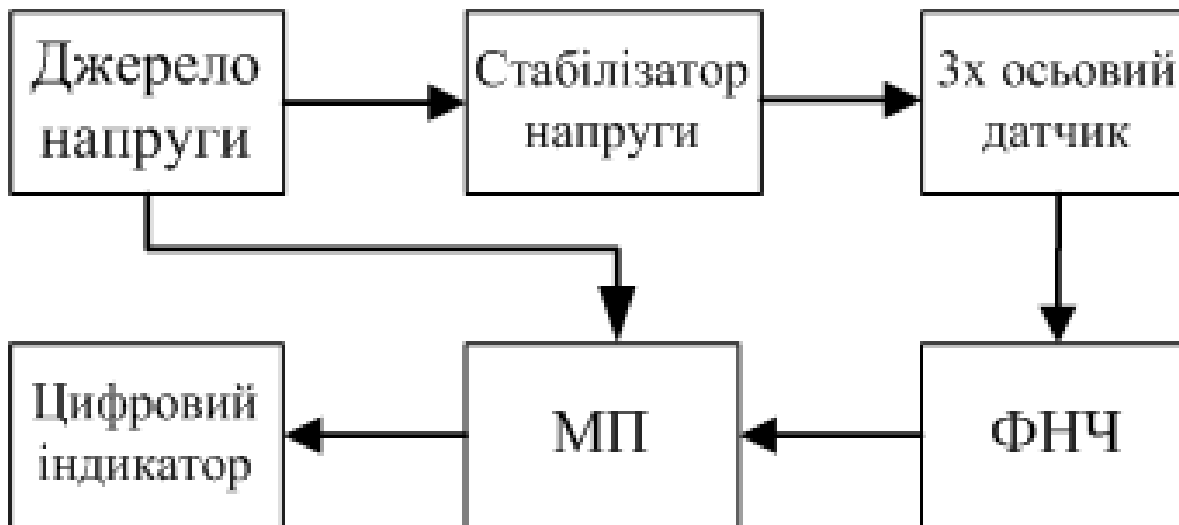 Джерело
напруги
Стабілізатор
напруги
3х осьовий
датчик
Цифровий
індикатор
МП
ФНЧ